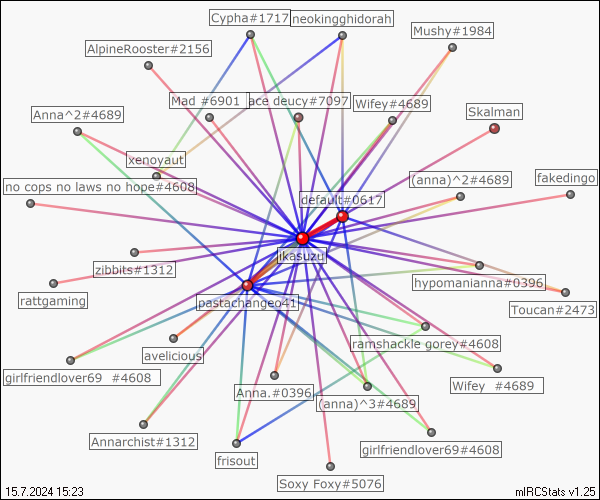 Cypha#1717
neokingghidorah
Mushy#1984
AlpineRooster#2156
Mad #6901
ace deucy#7097
Wifey#4689
Anna^2#4689
Skalman
xenoyaut
no cops no laws no hope#4608
(anna)^2#4689
fakedingo
default#0617
ikasuzu
zibbits#1312
hypomanianna#0396
rattgaming
pastachangeo41
Toucan#2473
ramshackle gorey#4608
avelicious
girlfriendlover69 #4608
Anna.#0396
Wifey #4689
(anna)^3#4689
Annarchist#1312
frisout
girlfriendlover69#4608
Soxy Foxy#5076
15.7.2024 15:23
mIRCStats v1.25